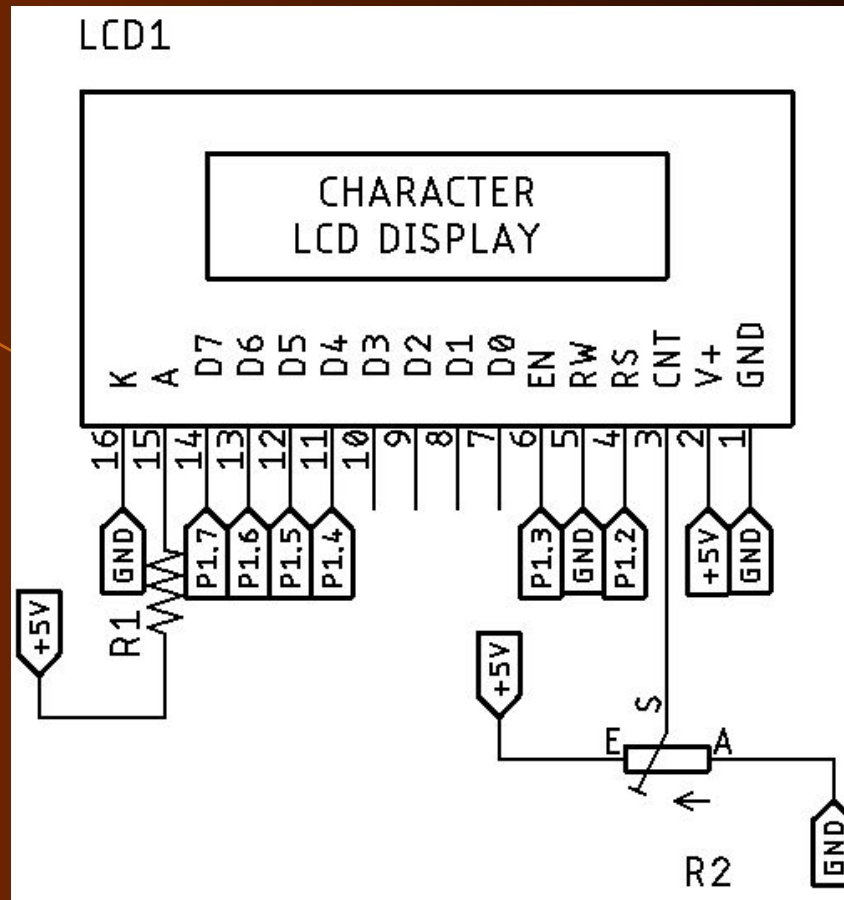 LCD1
CHARACTER
LCD DISPLAY
K A D7 D6 D5 D4 D3 D2 D1 D0 EN RW RS CNT V+ GND
16 15 14 13 12 11 10 9 8 7 6 5 4 3 2 1
GND P1.7 P1.6 P1.5 P1.4 P1.3 GND P1.2 +5V GND
+5V R1
+5V S
E A
GND
R2